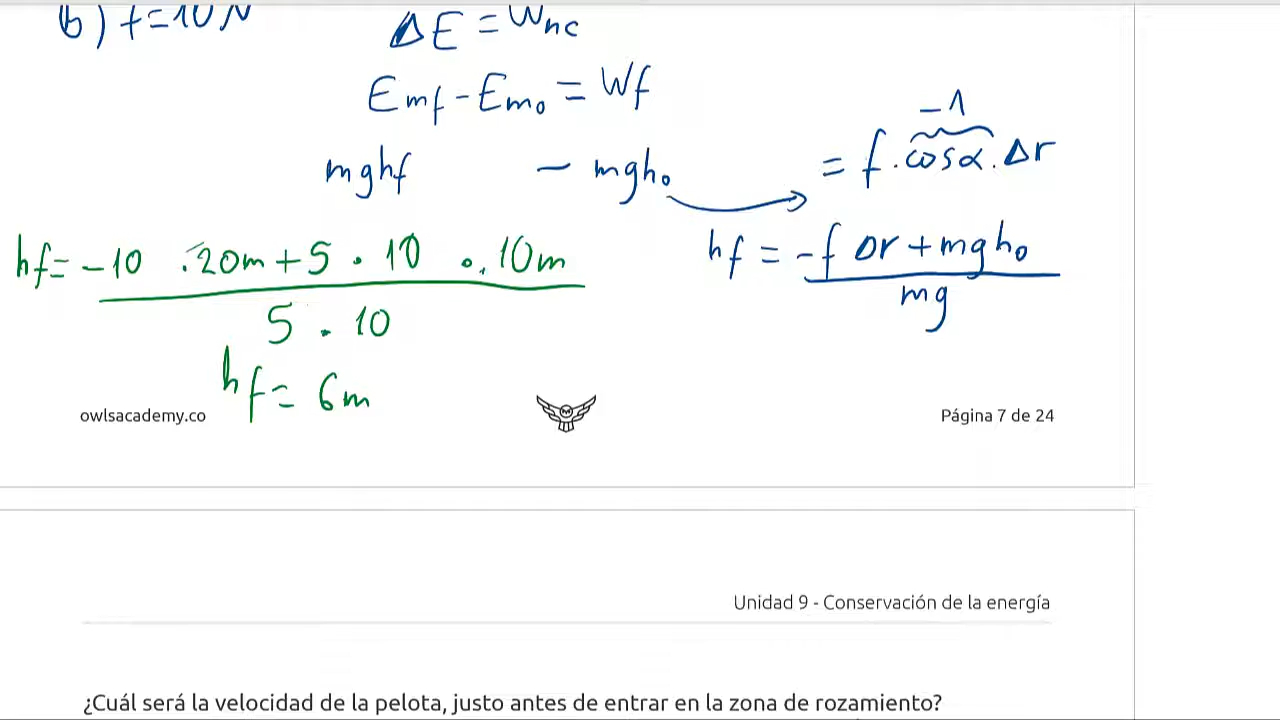 b) f=10N
ΔE = Wnc
Emf - Emo = Wf
mghf - mgho = f.cosα.Δr
-1
hf = -10 .20m + 5 . 10 . 10m
5 . 10
hf = -f Δr + mgho
mg
hf = 6m
owlsacademy.co
Página 7 de 24
Unidad 9 - Conservación de la energía
¿Cuál será la velocidad de la pelota, justo antes de entrar en la zona de rozamiento?